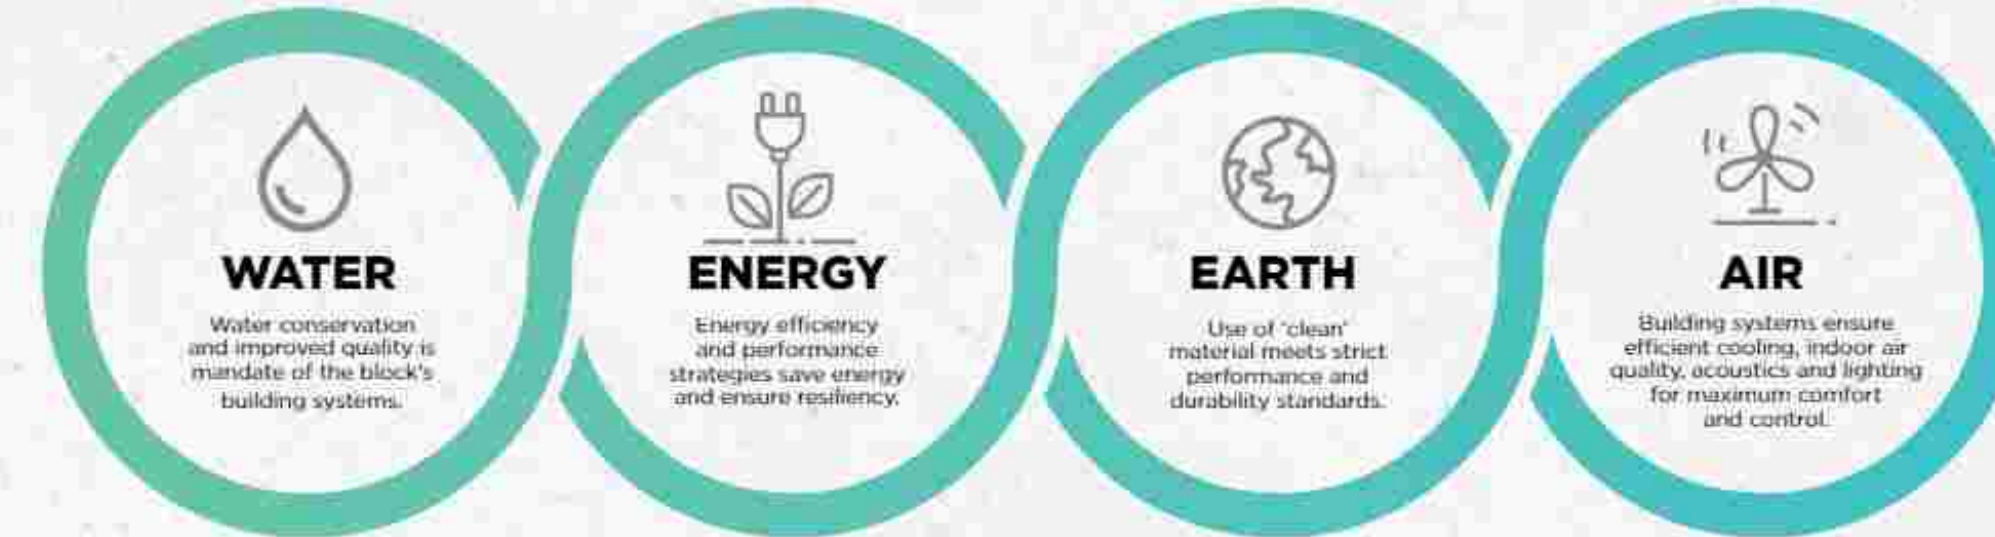 WATER
Water conservation
and improved quality is
mandate of the block's
building systems.
ENERGY
Energy efficiency
and performance
strategies save energy
and ensure resiliency.
EARTH
Use of "clean"
material meets strict
performance and
durability standards.
AIR
Building systems ensure
efficient cooling, indoor air
quality, acoustics and lighting
for maximum comfort
and control.